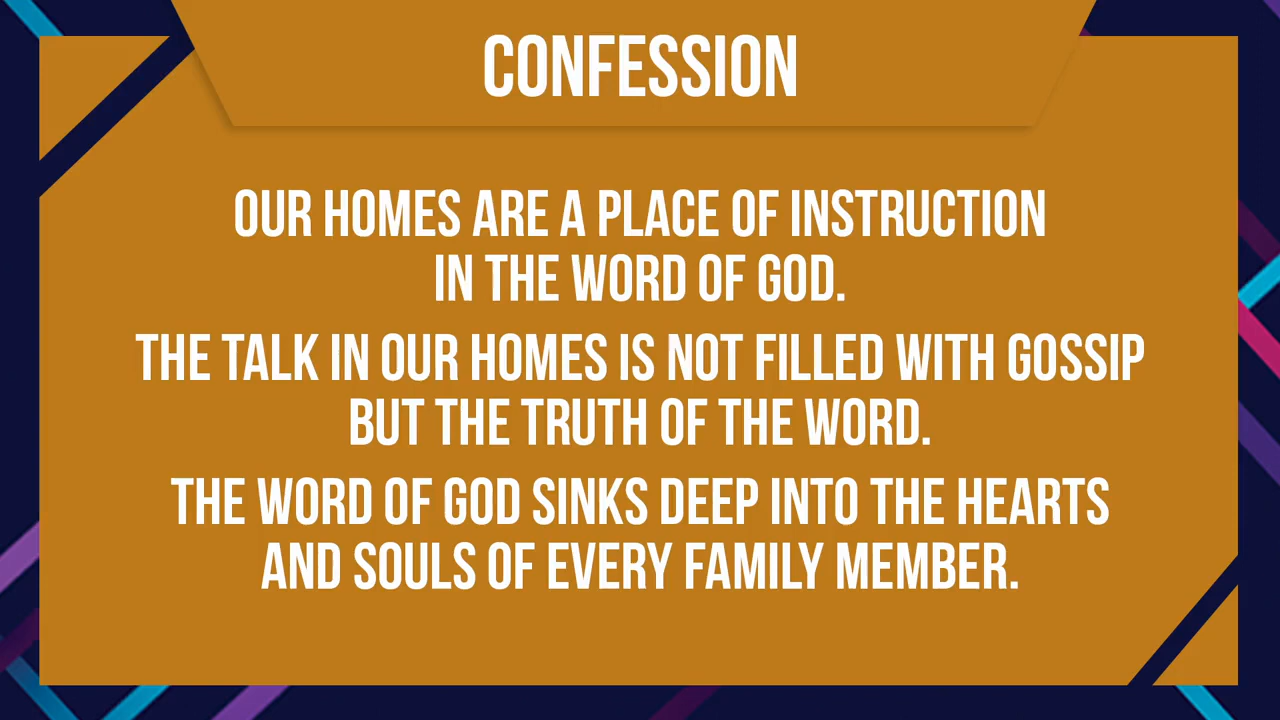 CONFESSION
OUR HOMES ARE A PLACE OF INSTRUCTION
IN THE WORD OF GOD.
THE TALK IN OUR HOMES IS NOT FILLED WITH GOSSIP
BUT THE TRUTH OF THE WORD.
THE WORD OF GOD SINKS DEEP INTO THE HEARTS
AND SOULS OF EVERY FAMILY MEMBER.